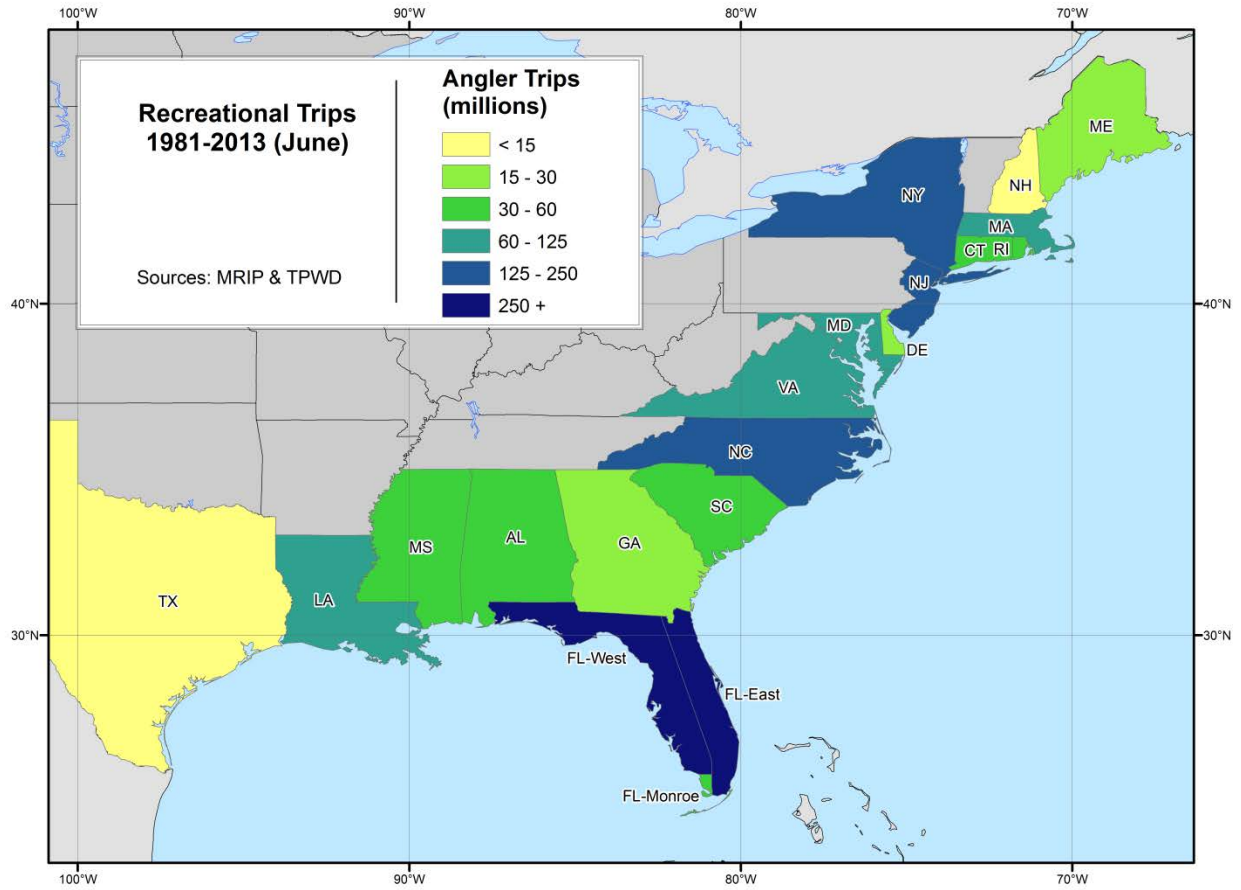 100°W 90°W 80°W 70°W
Recreational Trips
1981-2013 (June)
Sources: MRIP & TPWD
Angler Trips
(millions)
< 15
15 - 30
30 - 60
60 - 125
125 - 250
250 +
ME
NH
NY
MA
CT RI
NJ
40°N 40°N
MD
DE
VA
NC
SC
MS AL GA
TX LA
30°N 30°N
FL-West
FL-East
FL-Monroe
100°W 90°W 80°W 70°W